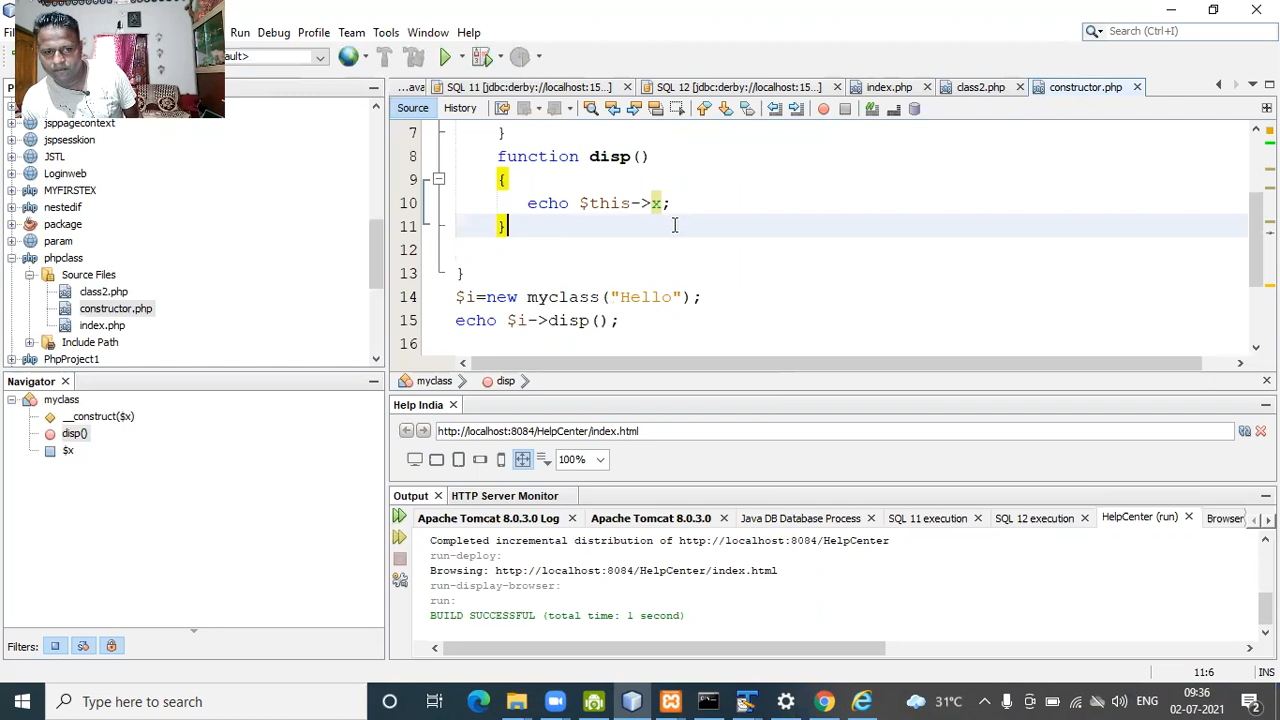 Run Debug Profile Team Tools Window Help
Search (Ctrl+I)
ault>
...ava SQL 11 [jdbc:derby://localhost:15...] SQL 12 [jdbc:derby://localhost:15...] index.php class2.php constructor.php
Source History
jsppagecontext
jspsession
JSTL
Loginweb
MYFIRSTEX
nestedif
package
param
phpclass
Source Files
class2.php
constructor.php
index.php
Include Path
PhpProject1
7 }
8 function disp()
9 {
10 echo $this->x;
11 }
12
13 }
14 $i=new myclass("Hello");
15 echo $i->disp();
16
myclass disp
Navigator
myclass
__construct($x)
disp()
$x
Filters:
Help India
http://localhost:8084/HelpCenter/index.html
100%
Output HTTP Server Monitor
Apache Tomcat 8.0.3.0 Log Apache Tomcat 8.0.3.0 Java DB Database Process SQL 11 execution SQL 12 execution HelpCenter (run) Browser
Completed incremental distribution of http://localhost:8084/HelpCenter
run-deploy:
Browsing: http://localhost:8084/HelpCenter/index.html
run-display-browser:
run:
BUILD SUCCESSFUL (total time: 1 second)
11:6 INS
Type here to search
31°C ENG 09:36
02-07-2021
2